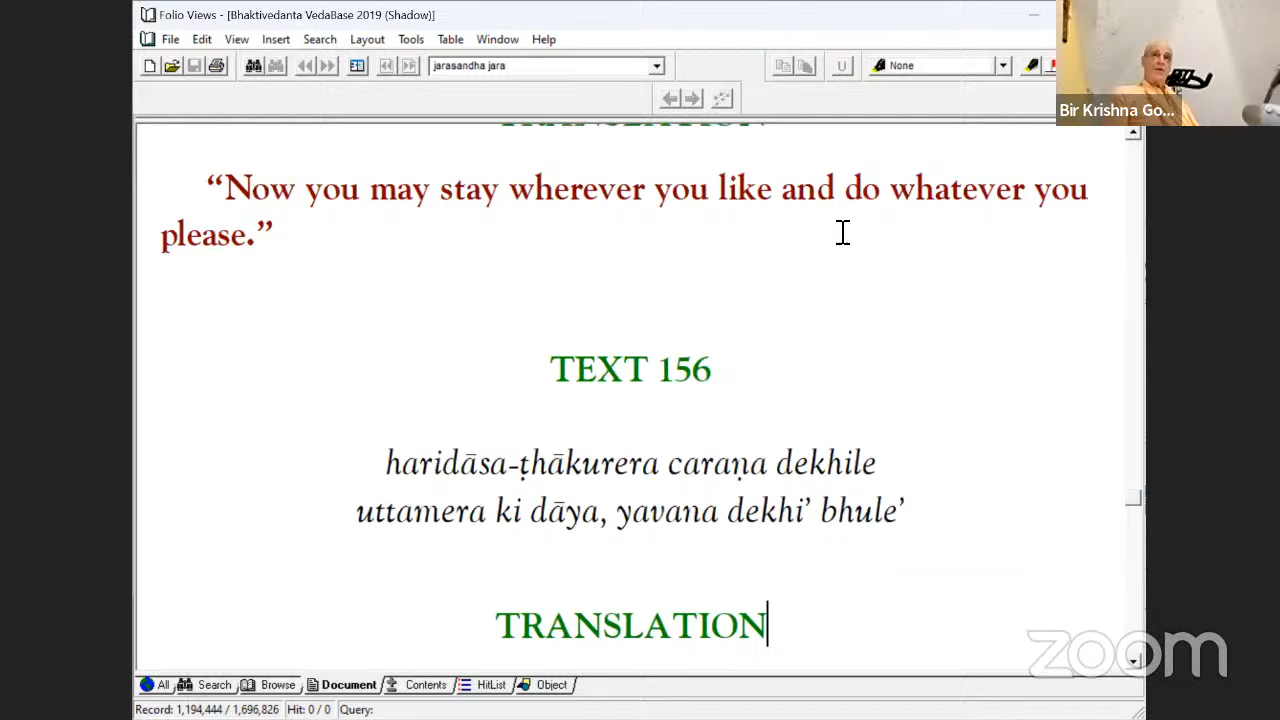 Folio Views - [Bhaktivedanta VedaBase 2019 (Shadow)]
File Edit View Insert Search Layout Tools Table Window Help
jarasandha jara
U
None
Bir Krishna Go...
“Now you may stay wherever you like and do whatever you
please.”
TEXT 156
haridāsa-ṭhākurera caraṇa dekhile
uttamera ki dāya, yavana dekhi’ bhule’
TRANSLATION
zoom
All Search Browse Document Contents HitList Object
Record: 1,194,444 / 1,696,826 Hit: 0 / 0 Query: